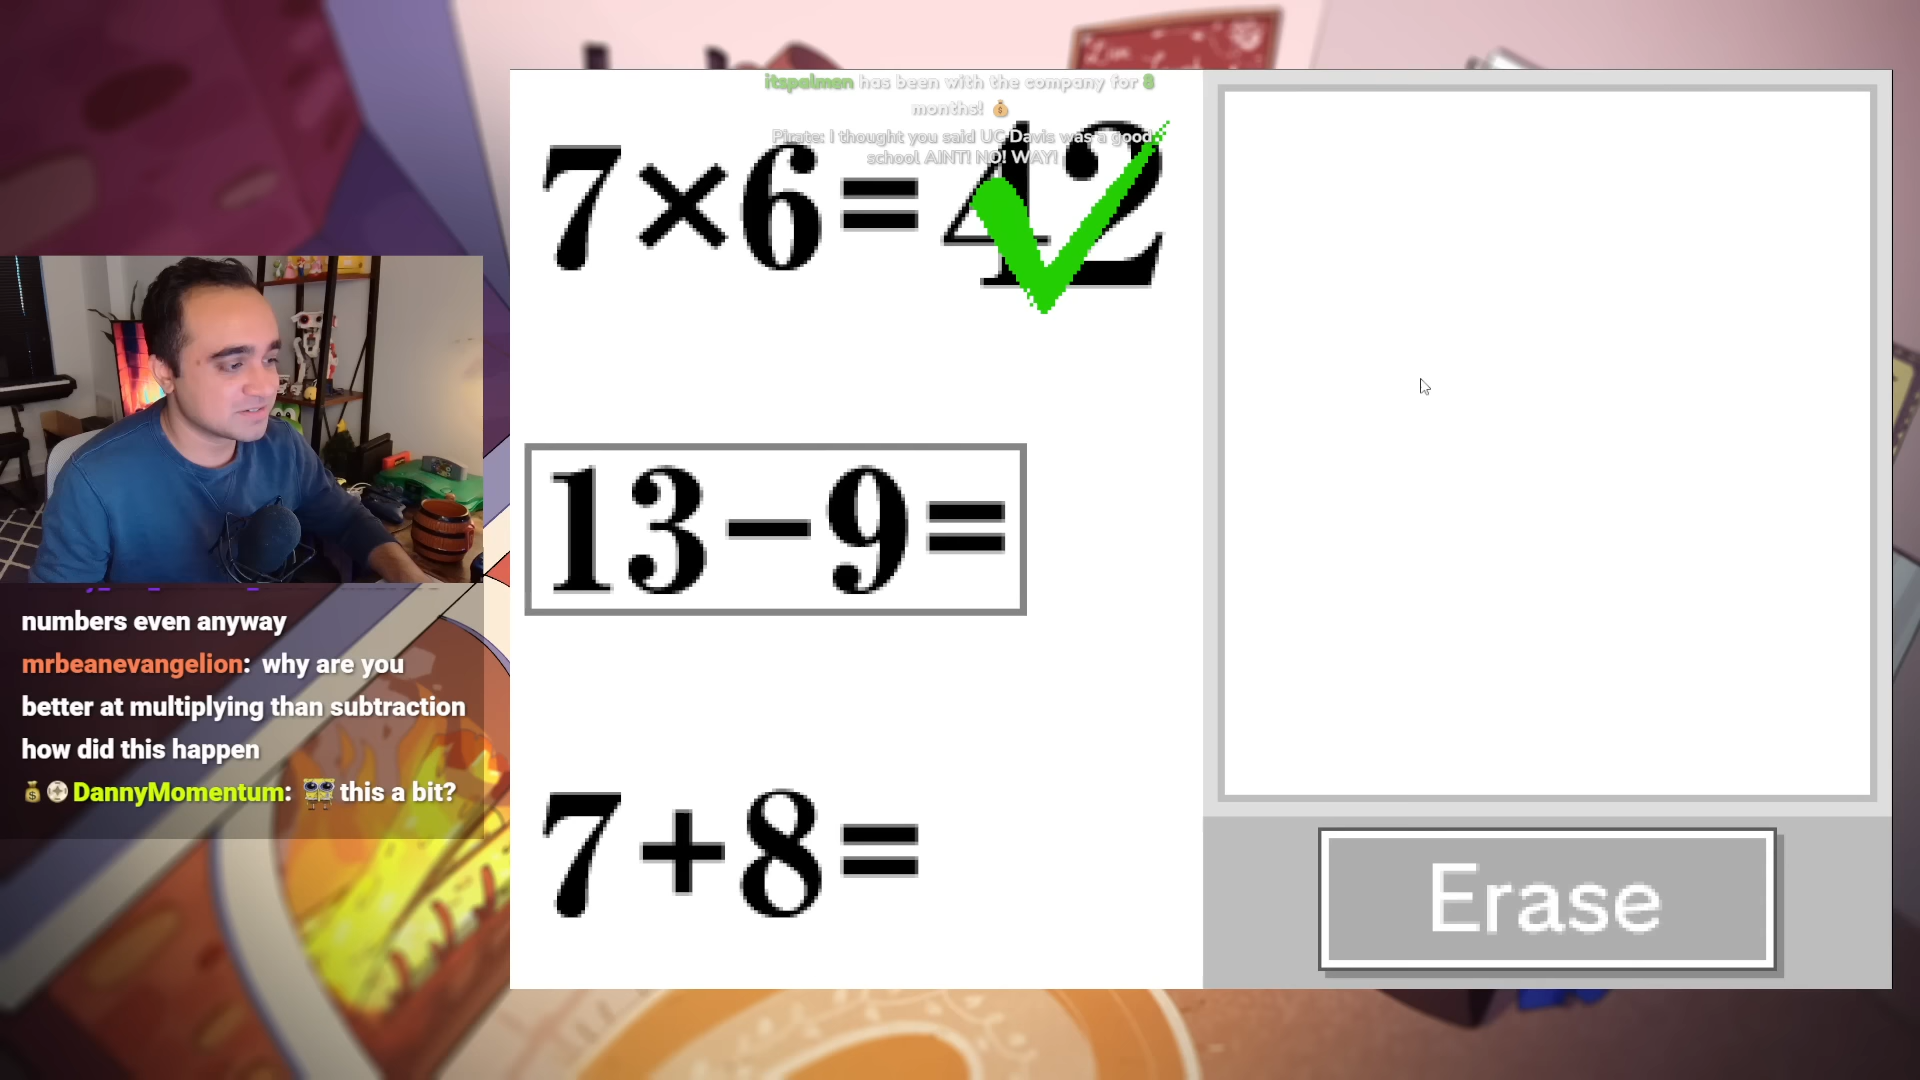 itspalmen has been with the company for 8
months!
Pirate: I thought you said UC Davis was a good
school AINT! NO! WAY!
7×6=42
13−9=
7+8=
Erase
numbers even anyway
mrbeanevangelion: why are you
better at multiplying than subtraction
how did this happen
DannyMomentum: this a bit?